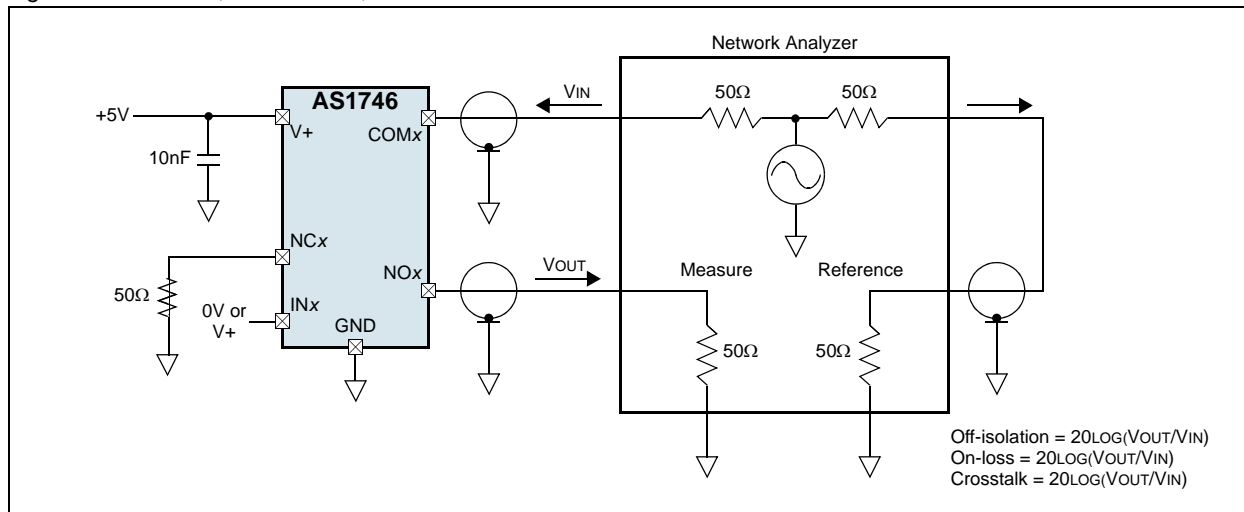 Network Analyzer
AS1746
+5V
V+
COMx
VIN
50Ω
50Ω
10nF
NCx
NOx
VOUT
Measure
Reference
50Ω
INx
0V or
V+
GND
50Ω
50Ω
Off-isolation = 20LOG(VOUT/VIN)
On-loss = 20LOG(VOUT/VIN)
Crosstalk = 20LOG(VOUT/VIN)